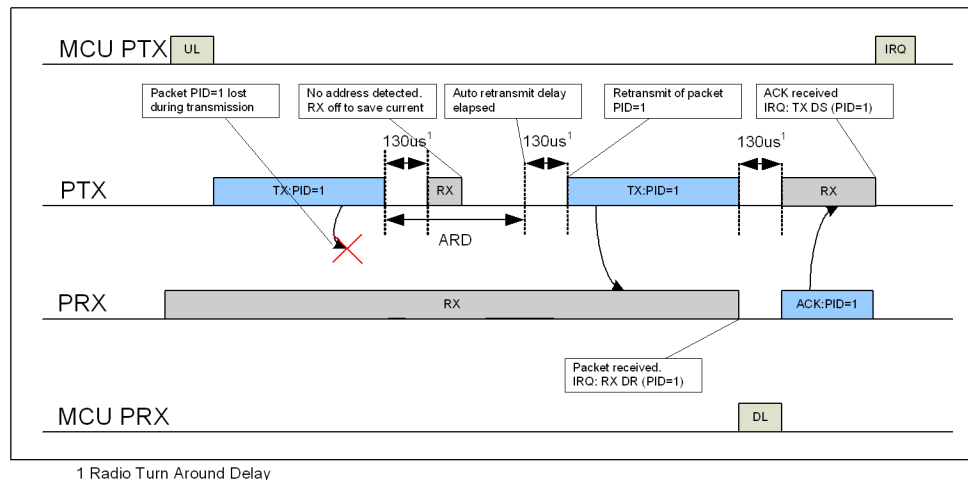 MCU PTX
UL
IRQ
Packet PID=1 lost
during transmission
No address detected.
RX off to save current
Auto retransmit delay
elapsed
Retransmit of packet
PID=1
ACK received
IRQ: TX DS (PID=1)
130us1
130us1
130us1
PTX
TX:PID=1
RX
TX:PID=1
RX
ARD
PRX
RX
ACK:PID=1
Packet received.
IRQ: RX DR (PID=1)
MCU PRX
DL
1 Radio Turn Around Delay